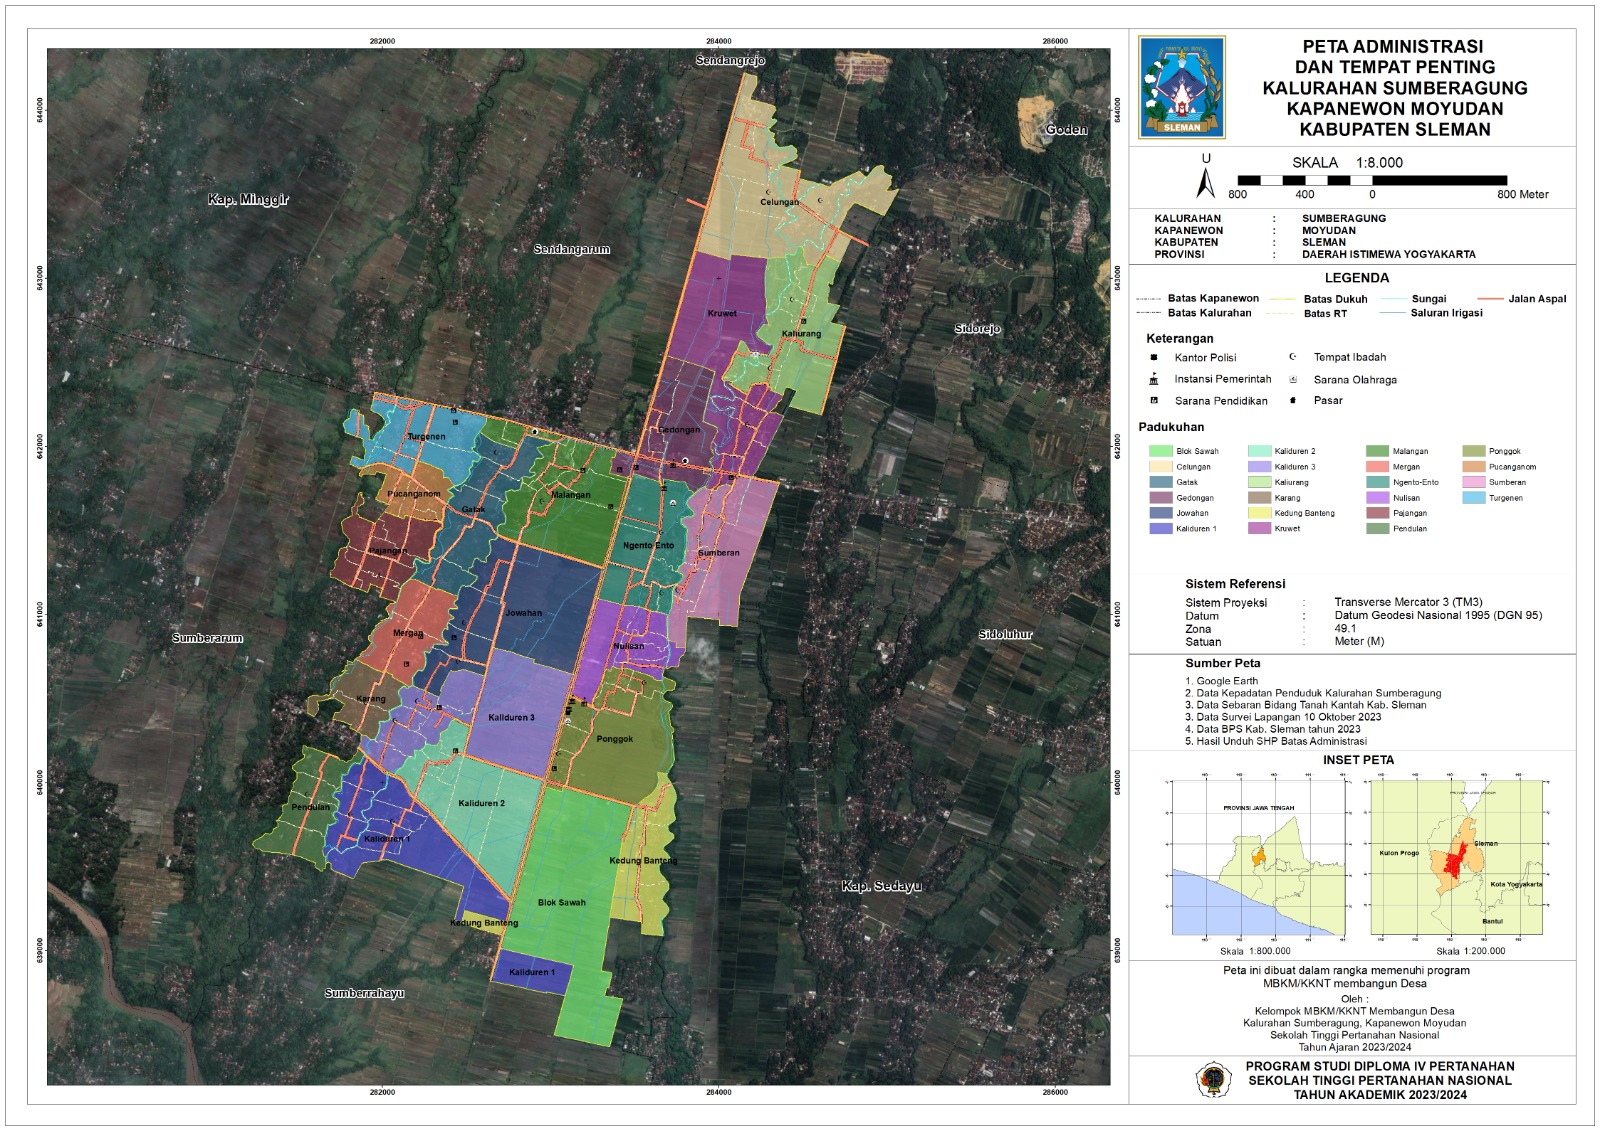 282000
284000
286000
644000
643000
642000
641000
640000
639000
644000
643000
642000
641000
640000
639000
Sendangrejo
Goden
Kap. Minggir
Sendangarum
Sidorejo
Celungan
Kruwet
Kaliurang
Gedongan
Turgenen
Pucanganom
Gatak
Malangan
Pajangan
Ngento-Ento
Sumberan
Jowahan
Sumberarum
Mergan
Nulisan
Sidoluhur
Karang
Kaliduren 3
Ponggok
Kaliduren 2
Pendulan
Kaliduren 1
Kedung Banteng
Kap. Sedayu
Blok Sawah
Kedung Banteng
Kaliduren 1
Sumberrahayu
282000
284000
286000
SLEMAN
PETA ADMINISTRASI
DAN TEMPAT PENTING
KALURAHAN SUMBERAGUNG
KAPANEWON MOYUDAN
KABUPATEN SLEMAN
U
SKALA 1:8.000
800 400 0 800 Meter
KALURAHAN : SUMBERAGUNG
KAPANEWON : MOYUDAN
KABUPATEN : SLEMAN
PROVINSI : DAERAH ISTIMEWA YOGYAKARTA
LEGENDA
Batas Kapanewon Batas Dukuh Sungai Jalan Aspal
Batas Kalurahan Batas RT Saluran Irigasi
Keterangan
Kantor Polisi Tempat Ibadah
Instansi Pemerintah Sarana Olahraga
Sarana Pendidikan Pasar
Padukuhan
Blok Sawah Kaliduren 2 Malangan Ponggok
Celungan Kaliduren 3 Mergan Pucanganom
Gatak Kaliurang Ngento-Ento Sumberan
Gedongan Karang Nulisan Turgenen
Jowahan Kedung Banteng Pajangan
Kaliduren 1 Kruwet Pendulan
Sistem Referensi
Sistem Proyeksi : Transverse Mercator 3 (TM3)
Datum : Datum Geodesi Nasional 1995 (DGN 95)
Zona : 49.1
Satuan : Meter (M)
Sumber Peta
1. Google Earth
2. Data Kepadatan Penduduk Kalurahan Sumberagung
3. Data Sebaran Bidang Tanah Kantah Kab. Sleman
3. Data Survei Lapangan 10 Oktober 2023
4. Data BPS Kab. Sleman tahun 2023
5. Hasil Unduh SHP Batas Administrasi
INSET PETA
PROVINSI JAWA TENGAH
Skala 1:800.000
Kulon Progo
Sleman
Kota Yogyakarta
Bantul
Skala 1:200.000
Peta ini dibuat dalam rangka memenuhi program
MBKM/KKNT membangun Desa
Oleh :
Kelompok MBKM/KKNT Membangun Desa
Kalurahan Sumberagung, Kapanewon Moyudan
Sekolah Tinggi Pertanahan Nasional
Tahun Ajaran 2023/2024
PROGRAM STUDI DIPLOMA IV PERTANAHAN
SEKOLAH TINGGI PERTANAHAN NASIONAL
TAHUN AKADEMIK 2023/2024